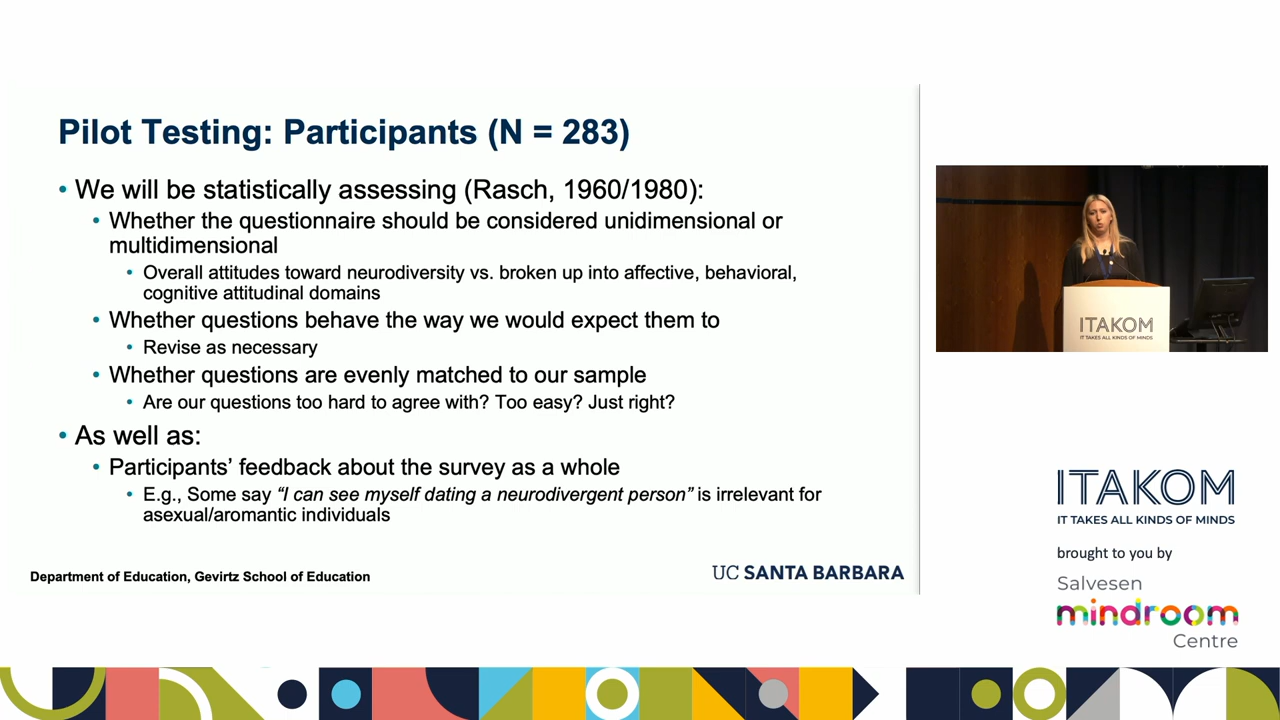 Pilot Testing: Participants (N = 283)
• We will be statistically assessing (Rasch, 1960/1980):
• Whether the questionnaire should be considered unidimensional or
multidimensional
• Overall attitudes toward neurodiversity vs. broken up into affective, behavioral,
cognitive attitudinal domains
• Whether questions behave the way we would expect them to
• Revise as necessary
• Whether questions are evenly matched to our sample
• Are our questions too hard to agree with? Too easy? Just right?
• As well as:
• Participants’ feedback about the survey as a whole
• E.g., Some say “I can see myself dating a neurodivergent person” is irrelevant for
asexual/aromantic individuals
Department of Education, Gevirtz School of Education
UC SANTA BARBARA
ITAKOM
IT TAKES ALL KINDS OF MINDS
ITAKOM
IT TAKES ALL KINDS OF MINDS
brought to you by
Salvesen
mindroom
Centre